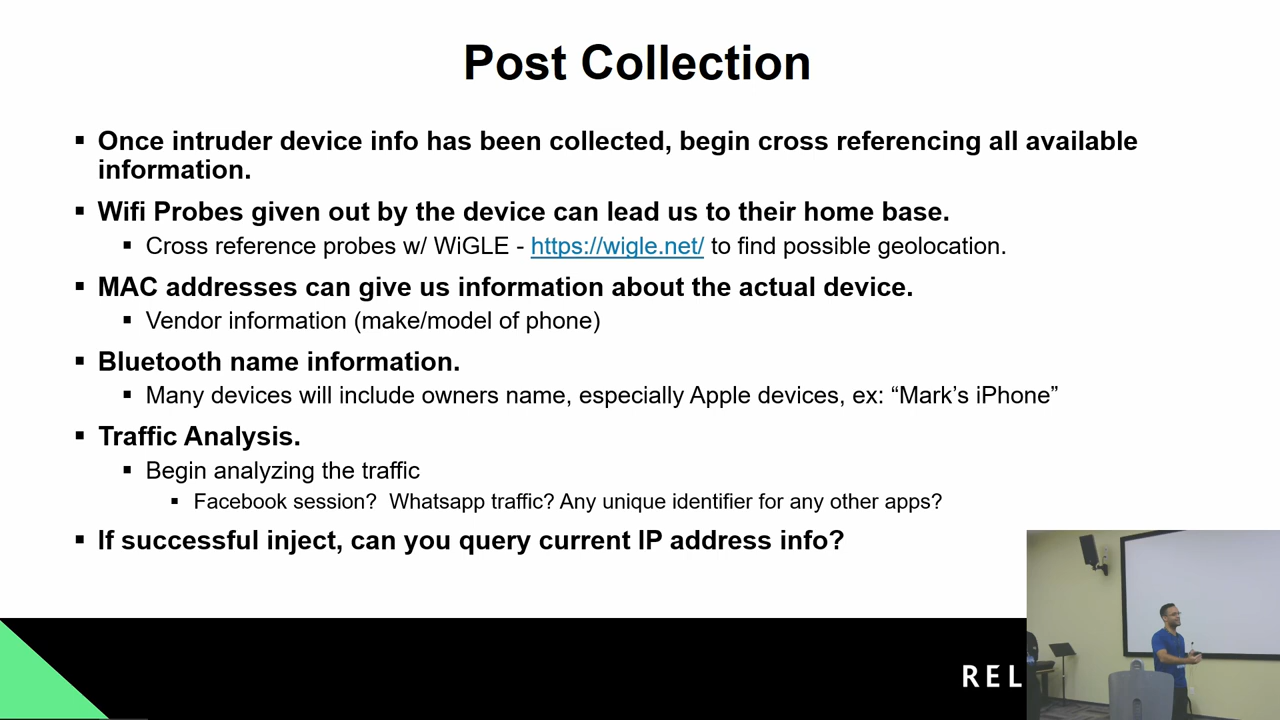 Post Collection
▪ Once intruder device info has been collected, begin cross referencing all available
information.
▪ Wifi Probes given out by the device can lead us to their home base.
▪ Cross reference probes w/ WiGLE - https://wigle.net/ to find possible geolocation.
▪ MAC addresses can give us information about the actual device.
▪ Vendor information (make/model of phone)
▪ Bluetooth name information.
▪ Many devices will include owners name, especially Apple devices, ex: “Mark’s iPhone”
▪ Traffic Analysis.
▪ Begin analyzing the traffic
▪ Facebook session?  Whatsapp traffic? Any unique identifier for any other apps?
▪ If successful inject, can you query current IP address info?
REL